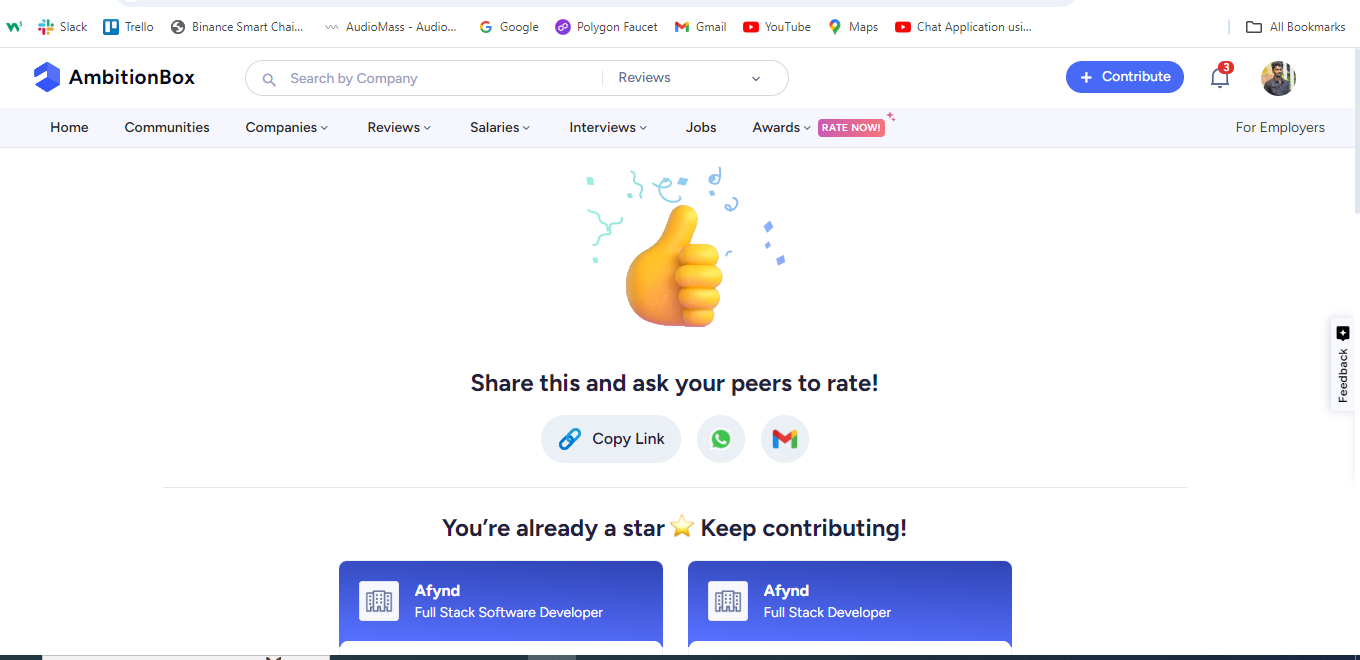 Slack Trello Binance Smart Chai... AudioMass - Audio... Google Polygon Faucet Gmail YouTube Maps Chat Application usi... All Bookmarks
AmbitionBox Search by Company Reviews + Contribute 3
Home Communities Companies Reviews Salaries Interviews Jobs Awards RATE NOW! For Employers
Feedback
Share this and ask your peers to rate!
Copy Link
You’re already a star ⭐ Keep contributing!
Afynd
Full Stack Software Developer
Afynd
Full Stack Developer